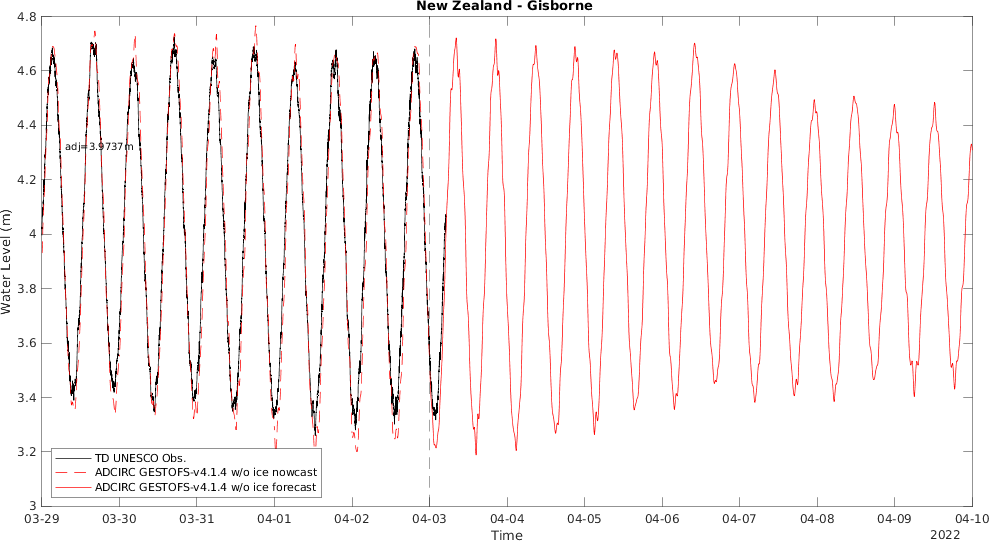 New Zealand - Gisborne
4.8
4.6
4.4
4.2
4
3.8
3.6
3.4
3.2
3
Water Level (m)
adj=3.9737m
TD UNESCO Obs.
ADCIRC GESTOFS-v4.1.4 w/o ice nowcast
ADCIRC GESTOFS-v4.1.4 w/o ice forecast
03-29 03-30 03-31 04-01 04-02 04-03 04-04 04-05 04-06 04-07 04-08 04-09 04-10
Time
2022